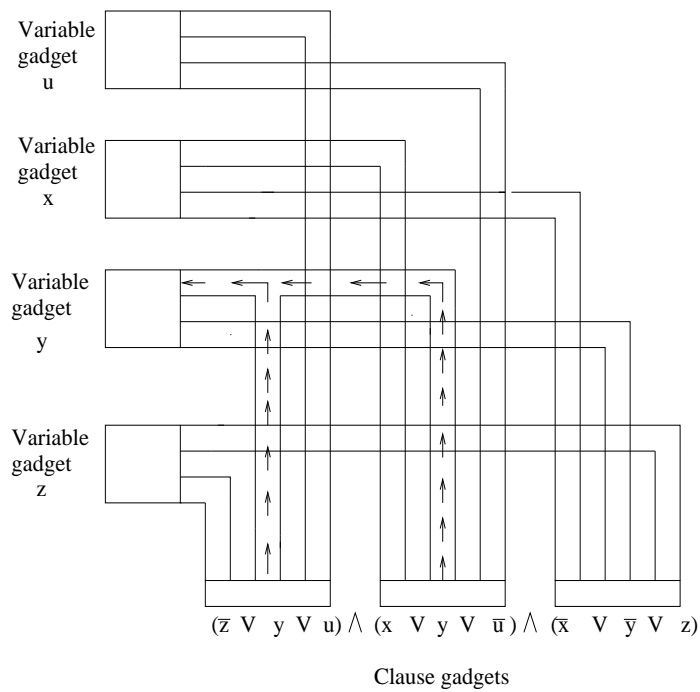 Variable
gadget
u
Variable
gadget
x
Variable
gadget
y
Variable
gadget
z
(z̅ V y V u) ⋀ (x V y V u̅) ⋀ (x̅ V y̅ V z)
Clause gadgets